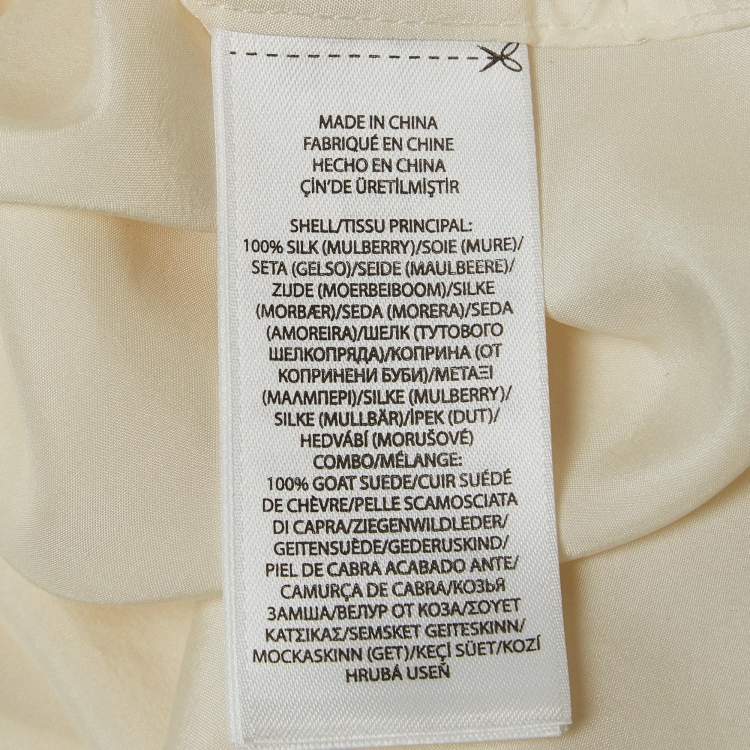 MADE IN CHINA
FABRIQUÉ EN CHINE
HECHO EN CHINA
ÇİN'DE ÜRETİLMİŞTİR
SHELL/TISSU PRINCIPAL:
100% SILK (MULBERRY)/SOIE (MURE)/
SETA (GELSO)/SEIDE (MAULBEERE)/
ZIJDE (MOERBEIBOOM)/SILKE
(MORBÆR)/SEDA (MORERA)/SEDA
(AMOREIRA)/ШЕЛК (ТУТОВОГО
ШЕЛКОПРЯДА)/КОПРИНА (ОТ
КОПРИНЕНИ БУБИ)/ΜΕΤΑΞΙ
(ΜΑΛΜΠΕΡΙ)/SILKE (MULBERRY)/
SILKE (MULLBÄR)/İPEK (DUT)/
HEDVÁBÍ (MORUŠOVÉ)
COMBO/MÉLANGE:
100% GOAT SUEDE/CUIR SUÉDÉ
DE CHÈVRE/PELLE SCAMOSCIATA
DI CAPRA/ZIEGENWILDLEDER/
GEITENSUÈDE/GEDERUSKIND/
PIEL DE CABRA ACABADO ANTE/
CAMURÇA DE CABRA/КОЗЬЯ
ЗАМША/ВЕЛУР ОТ КОЗА/ΣΟΥΕΤ
ΚΑΤΣΙΚΑΣ/SEMSKET GEITESKINN/
MOCKASKINN (GET)/KEÇİ SÜET/KOZÍ
HRUBÁ USEŇ